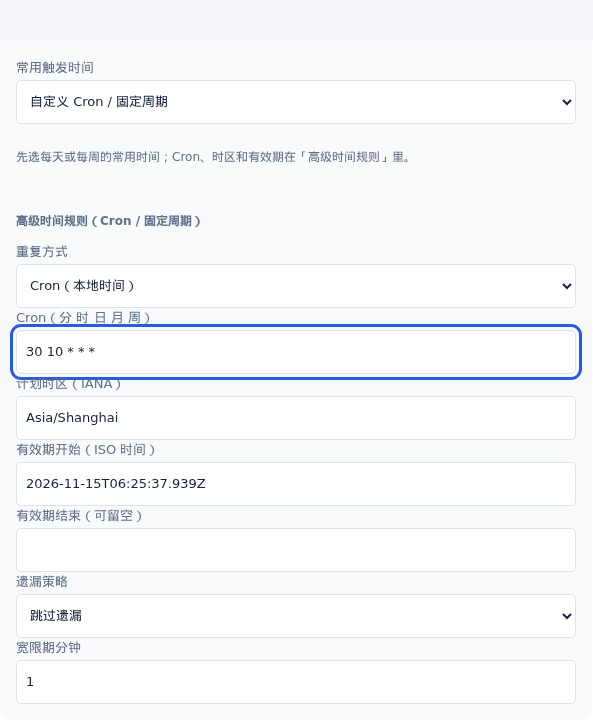 常用触发时间
自定义 Cron / 固定周期
先选每天或每周的常用时间；Cron、时区和有效期在「高级时间规则」里。
高级时间规则（Cron / 固定周期）
重复方式
Cron（本地时间）
Cron（分 时 日 月 周）
30 10 * * *
计划时区（IANA）
Asia/Shanghai
有效期开始（ISO 时间）
2026-11-15T06:25:37.939Z
有效期结束（可留空）
遗漏策略
跳过遗漏
宽限期分钟
1